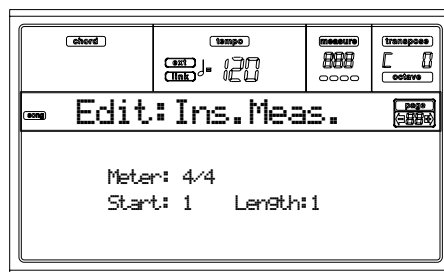 chord tempo measure transpose
ext link ♩= 120 888 C 0
octave
song Edit:Ins.Meas. page
88
Meter: 4/4
Start: 1 Length:1